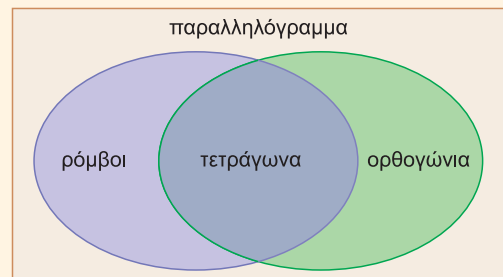 παραλληλόγραμμα
ρόμβοι
τετράγωνα
ορθογώνια